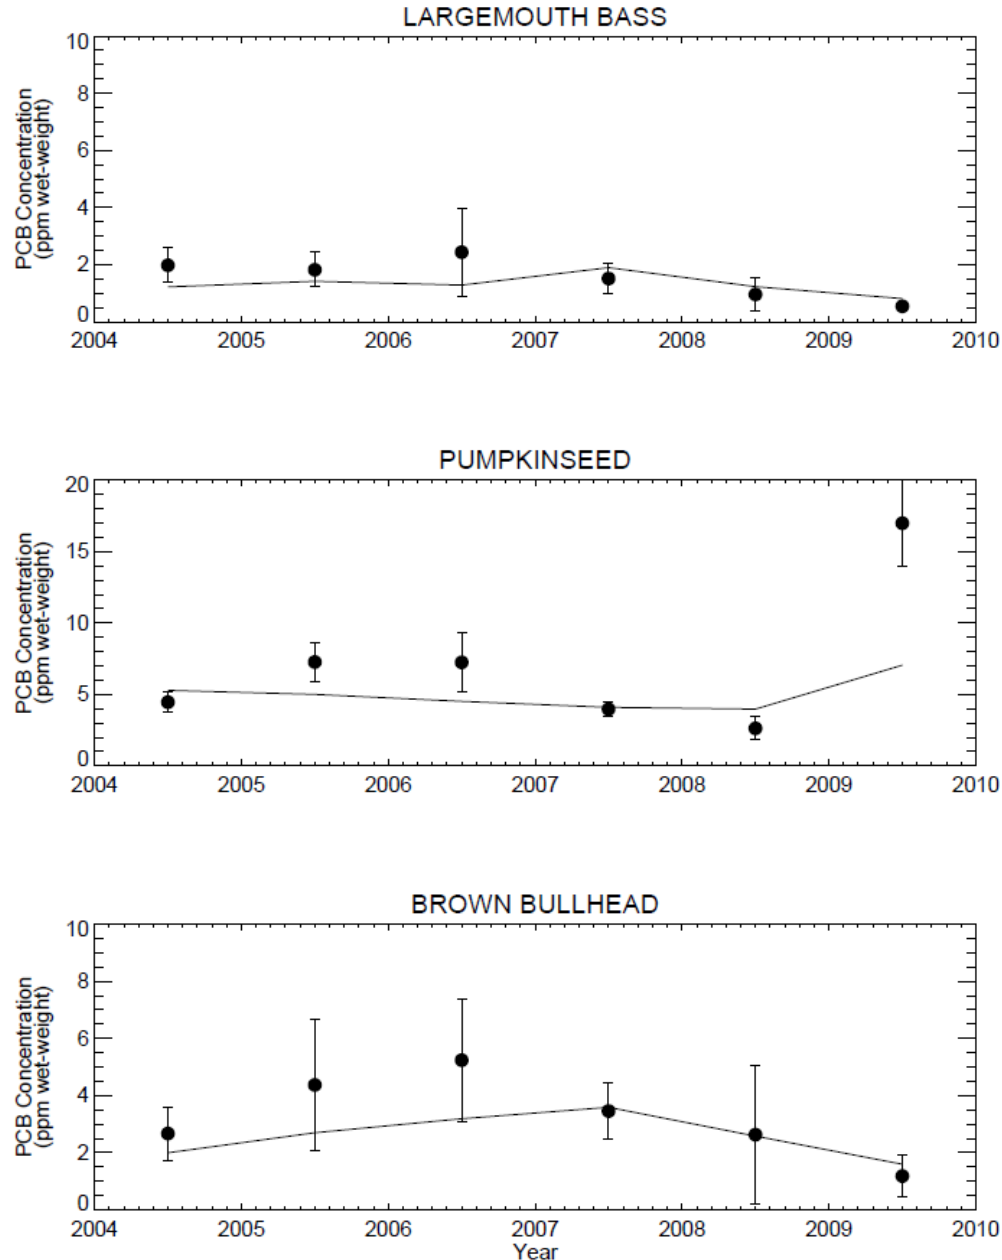 LARGEMOUTH BASS
PCB Concentration
(ppm wet-weight)
10
8
6
4
2
0
2004 2005 2006 2007 2008 2009 2010
PUMPKINSEED
PCB Concentration
(ppm wet-weight)
20
15
10
5
0
2004 2005 2006 2007 2008 2009 2010
BROWN BULLHEAD
PCB Concentration
(ppm wet-weight)
10
8
6
4
2
0
2004 2005 2006 2007 2008 2009 2010
Year